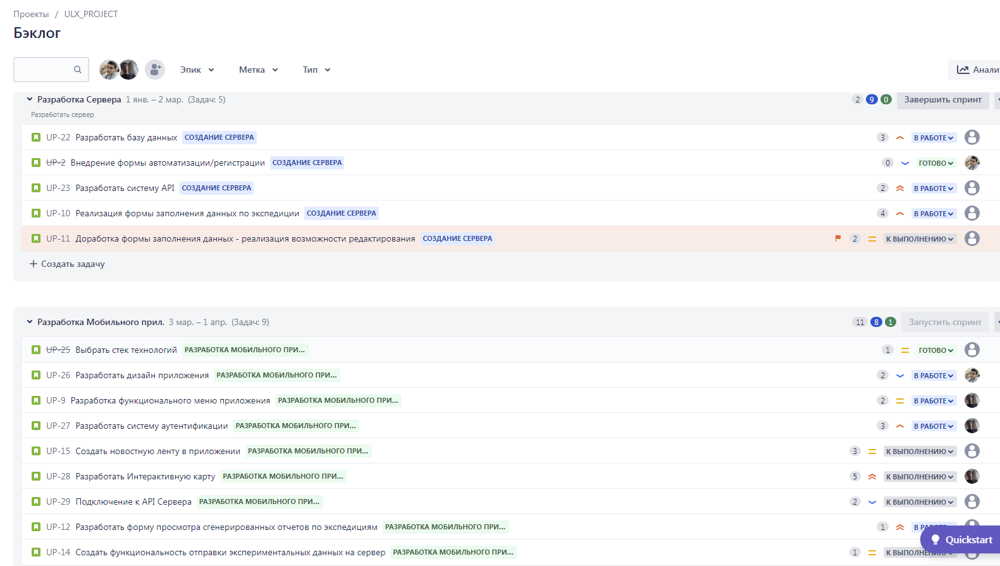 Проекты / ULX_PROJECT
Бэклог
Эпик Метка Тип
Разработка Сервера 1 янв. – 2 мар. (Задач: 5) 2 9 0 Завершить спринт
Разработать сервер
UP-22 Разработать базу данных СОЗДАНИЕ СЕРВЕРА 3 В РАБОТЕ
UP-2 Внедрение формы автоматизации/регистрации СОЗДАНИЕ СЕРВЕРА 0 ГОТОВО
UP-23 Разработать систему API СОЗДАНИЕ СЕРВЕРА 2 В РАБОТЕ
UP-10 Реализация формы заполнения данных по экспедиции СОЗДАНИЕ СЕРВЕРА 4 В РАБОТЕ
UP-11 Доработка формы заполнения данных - реализация возможности редактирования СОЗДАНИЕ СЕРВЕРА 2 К ВЫПОЛНЕНИЮ
+ Создать задачу
Разработка Мобильного прил. 3 мар. – 1 апр. (Задач: 9) 11 8 1 Запустить спринт
UP-25 Выбрать стек технологий РАЗРАБОТКА МОБИЛЬНОГО ПРИ... 1 ГОТОВО
UP-26 Разработать дизайн приложения РАЗРАБОТКА МОБИЛЬНОГО ПРИ... 2 В РАБОТЕ
UP-9 Разработка функционального меню приложения РАЗРАБОТКА МОБИЛЬНОГО ПРИ... 2 В РАБОТЕ
UP-27 Разработать систему аутентификации РАЗРАБОТКА МОБИЛЬНОГО ПРИ... 3 В РАБОТЕ
UP-15 Создать новостную ленту в приложении РАЗРАБОТКА МОБИЛЬНОГО ПРИ... 3 К ВЫПОЛНЕНИЮ
UP-28 Разработать Интерактивную карту РАЗРАБОТКА МОБИЛЬНОГО ПРИ... 5 К ВЫПОЛНЕНИЮ
UP-29 Подключение к API Сервера РАЗРАБОТКА МОБИЛЬНОГО ПРИ... 2 К ВЫПОЛНЕНИЮ
UP-12 Разработать форму просмотра сгенерированных отчетов по экспедициям РАЗРАБОТКА МОБИЛЬНОГО ПРИ... 1 В РАБОТЕ
Quickstart
UP-14 Создать функциональность отправки экспериментальных данных на сервер РАЗРАБОТКА МОБИЛЬНОГО ПРИ... 1 К ВЫПОЛНЕНИЮ